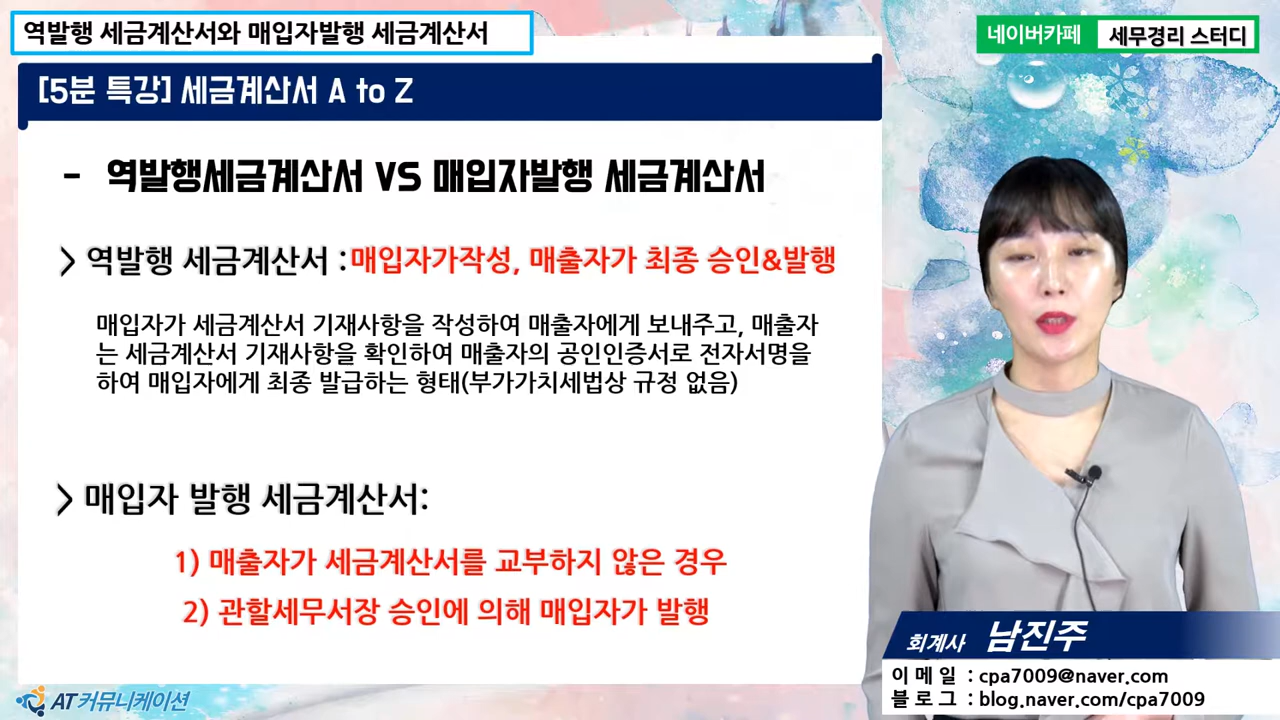 역발행 세금계산서와 매입자발행 세금계산서
네이버카페 세무경리 스터디
[5분 특강] 세금계산서 A to Z
- 역발행세금계산서 VS 매입자발행 세금계산서
> 역발행 세금계산서 :매입자가작성, 매출자가 최종 승인&발행
매입자가 세금계산서 기재사항을 작성하여 매출자에게 보내주고, 매출자
는 세금계산서 기재사항을 확인하여 매출자의 공인인증서로 전자서명을
하여 매입자에게 최종 발급하는 형태(부가가치세법상 규정 없음)
> 매입자 발행 세금계산서:
1) 매출자가 세금계산서를 교부하지 않은 경우
2) 관할세무서장 승인에 의해 매입자가 발행
회계사 남진주
이 메 일 : cpa7009@naver.com
블 로 그 : blog.naver.com/cpa7009
AT커뮤니케이션